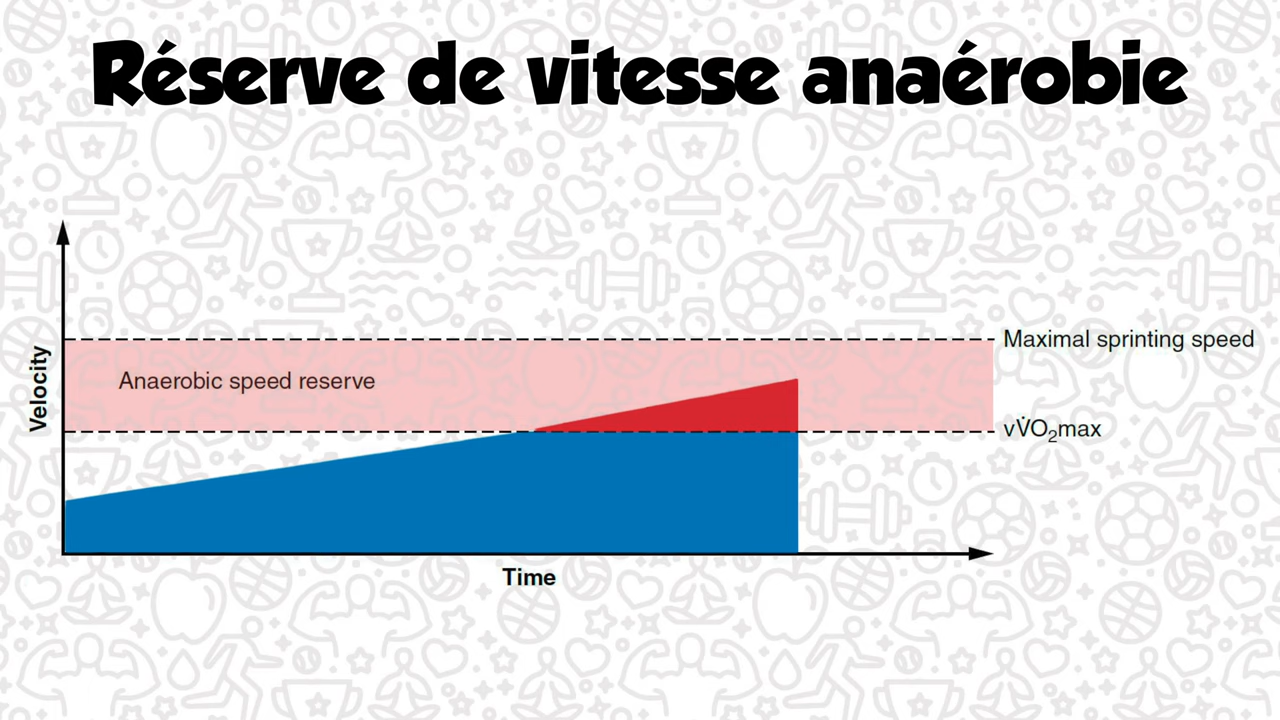 Réserve de vitesse anaérobie
Maximal sprinting speed
Anaerobic speed reserve
Velocity
vV̇O₂max
Time